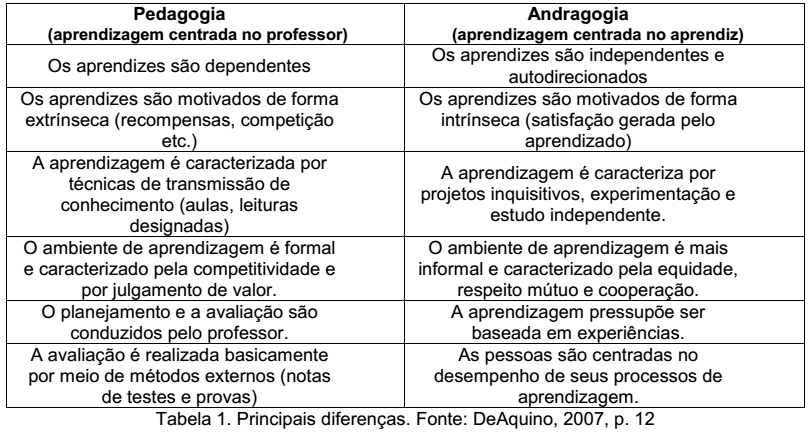 Pedagogia
(aprendizagem centrada no professor)
Andragogia
(aprendizagem centrada no aprendiz)
Os aprendizes são dependentes
Os aprendizes são independentes e
autodirecionados
Os aprendizes são motivados de forma
extrínseca (recompensas, competição
etc.)
Os aprendizes são motivados de forma
intrínseca (satisfação gerada pelo
aprendizado)
A aprendizagem é caracterizada por
técnicas de transmissão de
conhecimento (aulas, leituras
designadas)
A aprendizagem é caracteriza por
projetos inquisitivos, experimentação e
estudo independente.
O ambiente de aprendizagem é formal
e caracterizado pela competitividade e
por julgamento de valor.
O ambiente de aprendizagem é mais
informal e caracterizado pela equidade,
respeito mútuo e cooperação.
O planejamento e a avaliação são
conduzidos pelo professor.
A aprendizagem pressupõe ser
baseada em experiências.
A avaliação é realizada basicamente
por meio de métodos externos (notas
de testes e provas)
As pessoas são centradas no
desempenho de seus processos de
aprendizagem.
Tabela 1. Principais diferenças. Fonte: DeAquino, 2007, p. 12